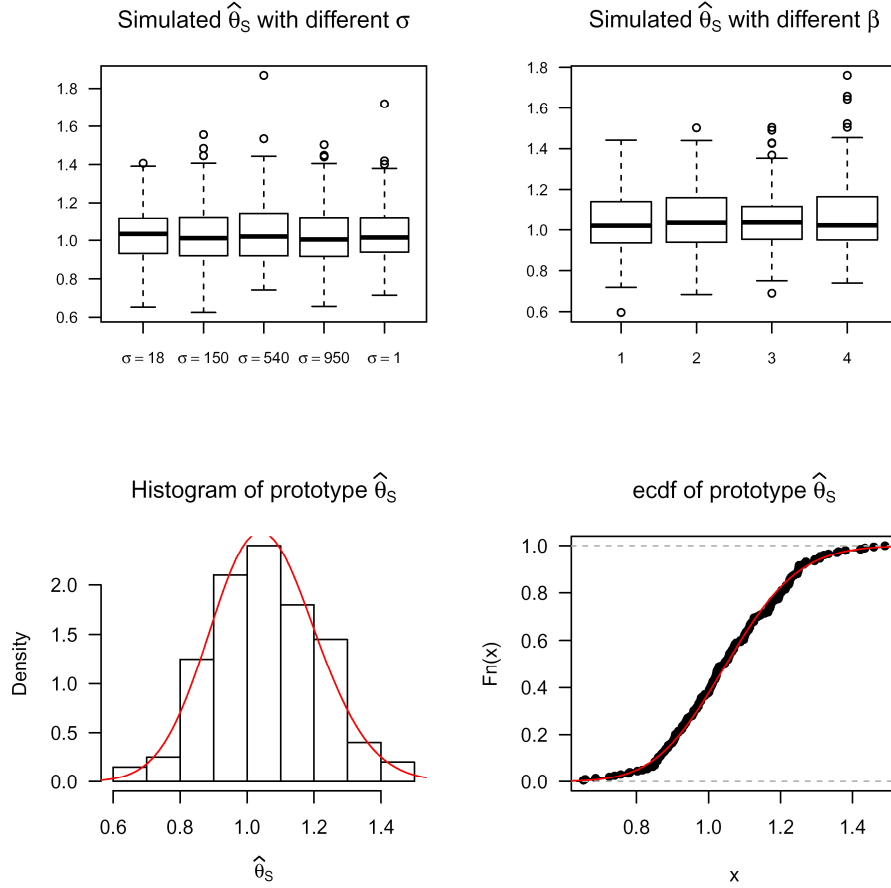 Simulated θ̂S with different σ
1.8
1.6
1.4
1.2
1.0
0.8
0.6
σ = 18 σ = 150 σ = 540 σ = 950 σ = 1
Simulated θ̂S with different β
1.8
1.6
1.4
1.2
1.0
0.8
0.6
1 2 3 4
Histogram of prototype θ̂S
Density
2.0
1.5
1.0
0.5
0.0
0.6 0.8 1.0 1.2 1.4
θ̂S
ecdf of prototype θ̂S
Fn(x)
1.0
0.8
0.6
0.4
0.2
0.0
0.8 1.0 1.2 1.4
x